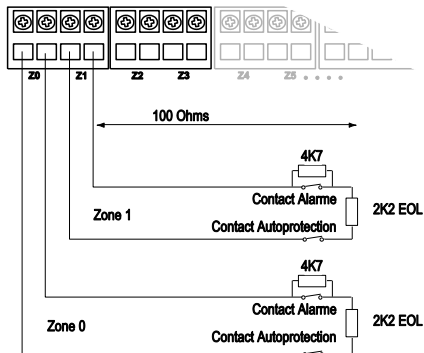 Z0 Z1 Z2 Z3 Z4 Z5 . . . .
100 Ohms
4K7
Contact Alarme
2K2 EOL
Zone 1
Contact Autoprotection
4K7
Contact Alarme
2K2 EOL
Zone 0
Contact Autoprotection